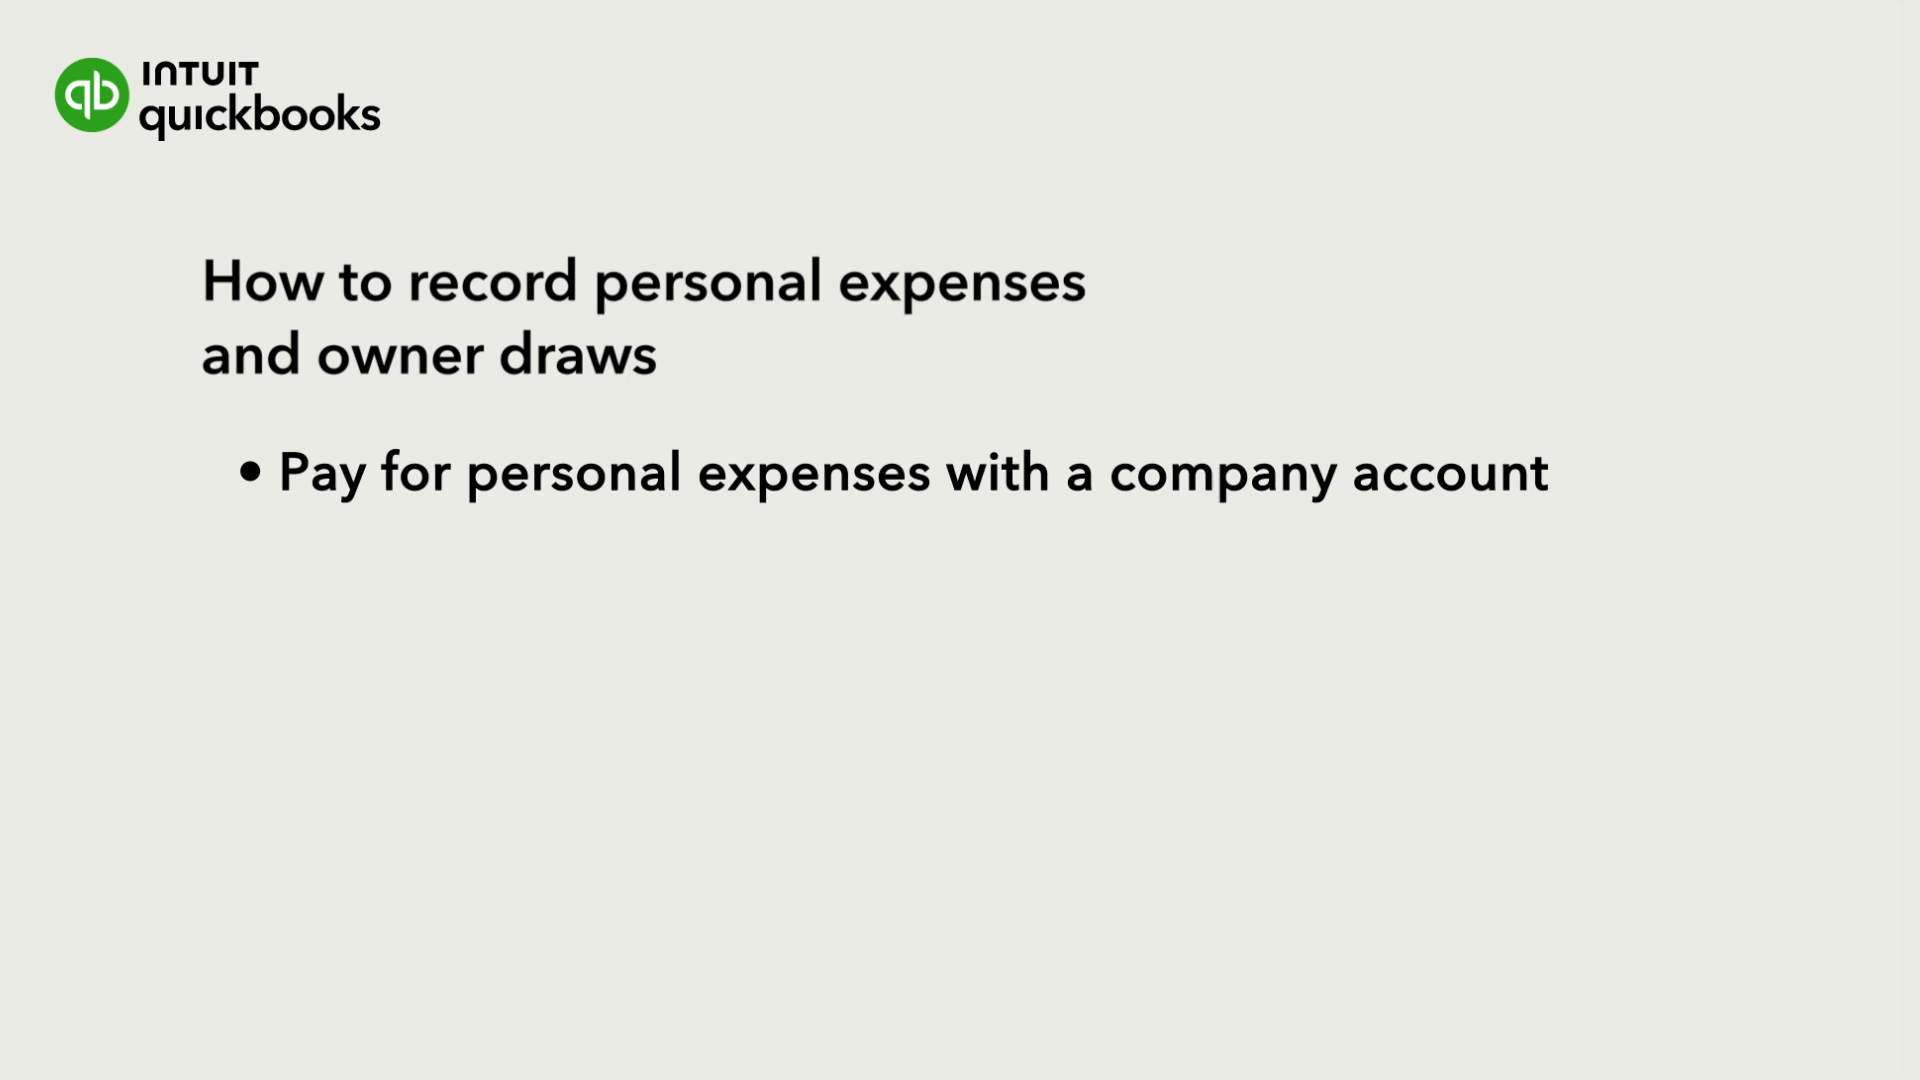 INTUIT
quickbooks
How to record personal expenses
and owner draws
• Pay for personal expenses with a company account